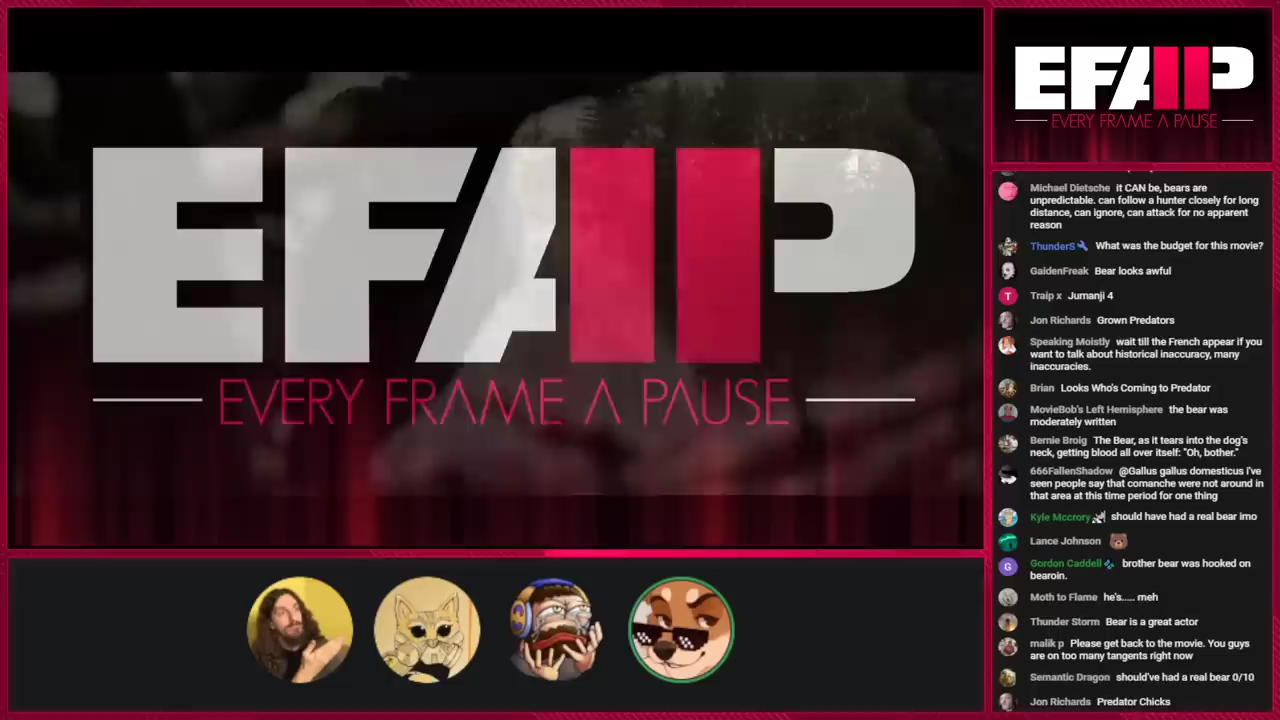 EFAP
EVERY FRAME A PAUSE
EFAP
EVERY FRAME A PAUSE
Michael Dietsche it CAN be, bears are
unpredictable. can follow a hunter closely for long
distance, can ignore, can attack for no apparent
reason
ThunderS What was the budget for this movie?
GaidenFreak Bear looks awful
T
Traip x Jumanji 4
Jon Richards Grown Predators
Speaking Moistly wait till the French appear if you
want to talk about historical inaccuracy, many
inaccuracies.
Brian Looks Who's Coming to Predator
MovieBob's Left Hemisphere the bear was
moderately written
Bernie Broig The Bear, as it tears into the dog's
neck, getting blood all over itself: "Oh, bother."
666FallenShadow @Gallus gallus domesticus i've
seen people say that comanche were not around in
that area at this time period for one thing
Kyle Mccrory should have had a real bear imo
Lance Johnson
G
Gordon Caddell brother bear was hooked on
bearoin.
Moth to Flame he's..... meh
Thunder Storm Bear is a great actor
malik p Please get back to the movie. You guys
are on too many tangents right now
Semantic Dragon should've had a real bear 0/10
Jon Richards Predator Chicks